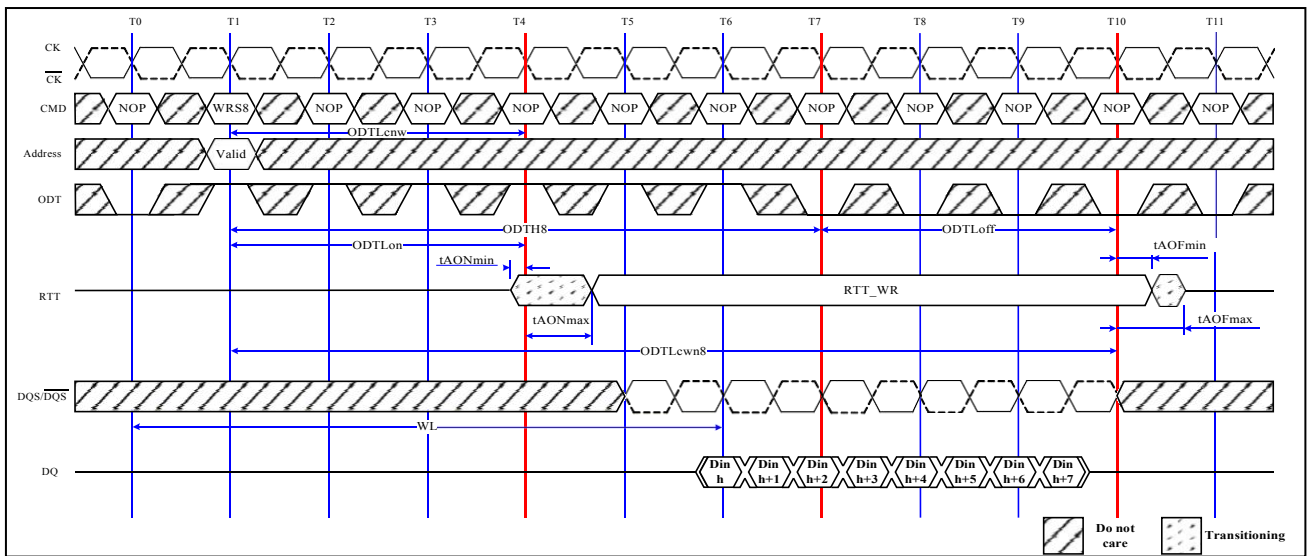 T0 T1 T2 T3 T4 T5 T6 T7 T8 T9 T10 T11
CK
CK
CMD NOP WRS8 NOP NOP NOP NOP NOP NOP NOP NOP NOP NOP
ODTLcnw
Address Valid
ODT
ODTH8 ODTLoff
ODTLon
tAONmin tAOFmin
RTT RTT_WR
tAONmax tAOFmax
ODTLcwn8
DQS/DQS
WL
DQ Din h Din h+1 Din h+2 Din h+3 Din h+4 Din h+5 Din h+6 Din h+7
Do not care Transitioning